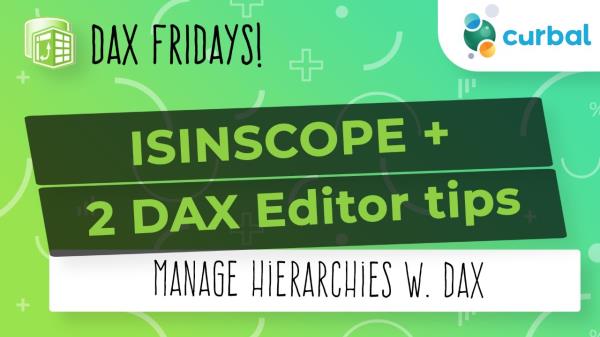 DAX FRIDAYS!
curbal
ISINSCOPE +
2 DAX Editor tips
MANAGE HIERARCHIES W. DAX